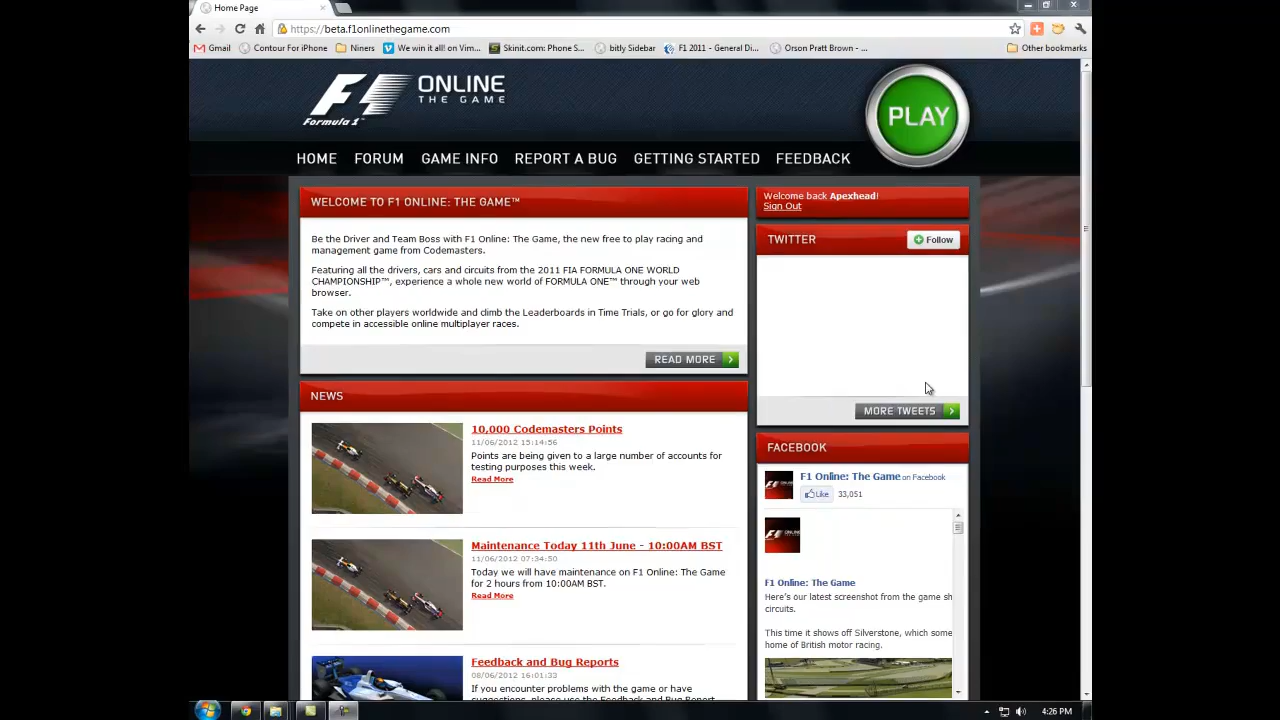 Home Page
https://beta.f1onlinethegame.com
Gmail
Contour For iPhone
Niners
We win it all! on Vim...
Skinit.com: Phone S...
bitly Sidebar
F1 2011 - General Di...
Orson Pratt Brown - ...
Other bookmarks
F1 ONLINE
THE GAME
Formula 1™
PLAY
HOME FORUM GAME INFO REPORT A BUG GETTING STARTED FEEDBACK
WELCOME TO F1 ONLINE: THE GAME™
Be the Driver and Team Boss with F1 Online: The Game, the new free to play racing and
management game from Codemasters.
Featuring all the drivers, cars and circuits from the 2011 FIA FORMULA ONE WORLD
CHAMPIONSHIP™, experience a whole new world of FORMULA ONE™ through your web
browser.
Take on other players worldwide and climb the Leaderboards in Time Trials, or go for glory and
compete in accessible online multiplayer races.
READ MORE
NEWS
10,000 Codemasters Points
11/06/2012 15:14:56
Points are being given to a large number of accounts for
testing purposes this week.
Read More
Maintenance Today 11th June - 10:00AM BST
11/06/2012 07:34:50
Today we will have maintenance on F1 Online: The Game
for 2 hours from 10:00AM BST.
Read More
Feedback and Bug Reports
08/06/2012 16:01:33
If you encounter problems with the game or have
suggestions, please use the Feedback and Bug Report
Welcome back Apexhead!
Sign Out
TWITTER
Follow
MORE TWEETS
FACEBOOK
F1 Online: The Game on Facebook
Like 33,051
F1 ONLINE
F1 Online: The Game
Here's our latest screenshot from the game sh
circuits.
This time it shows off Silverstone, which some
home of British motor racing.
4:26 PM